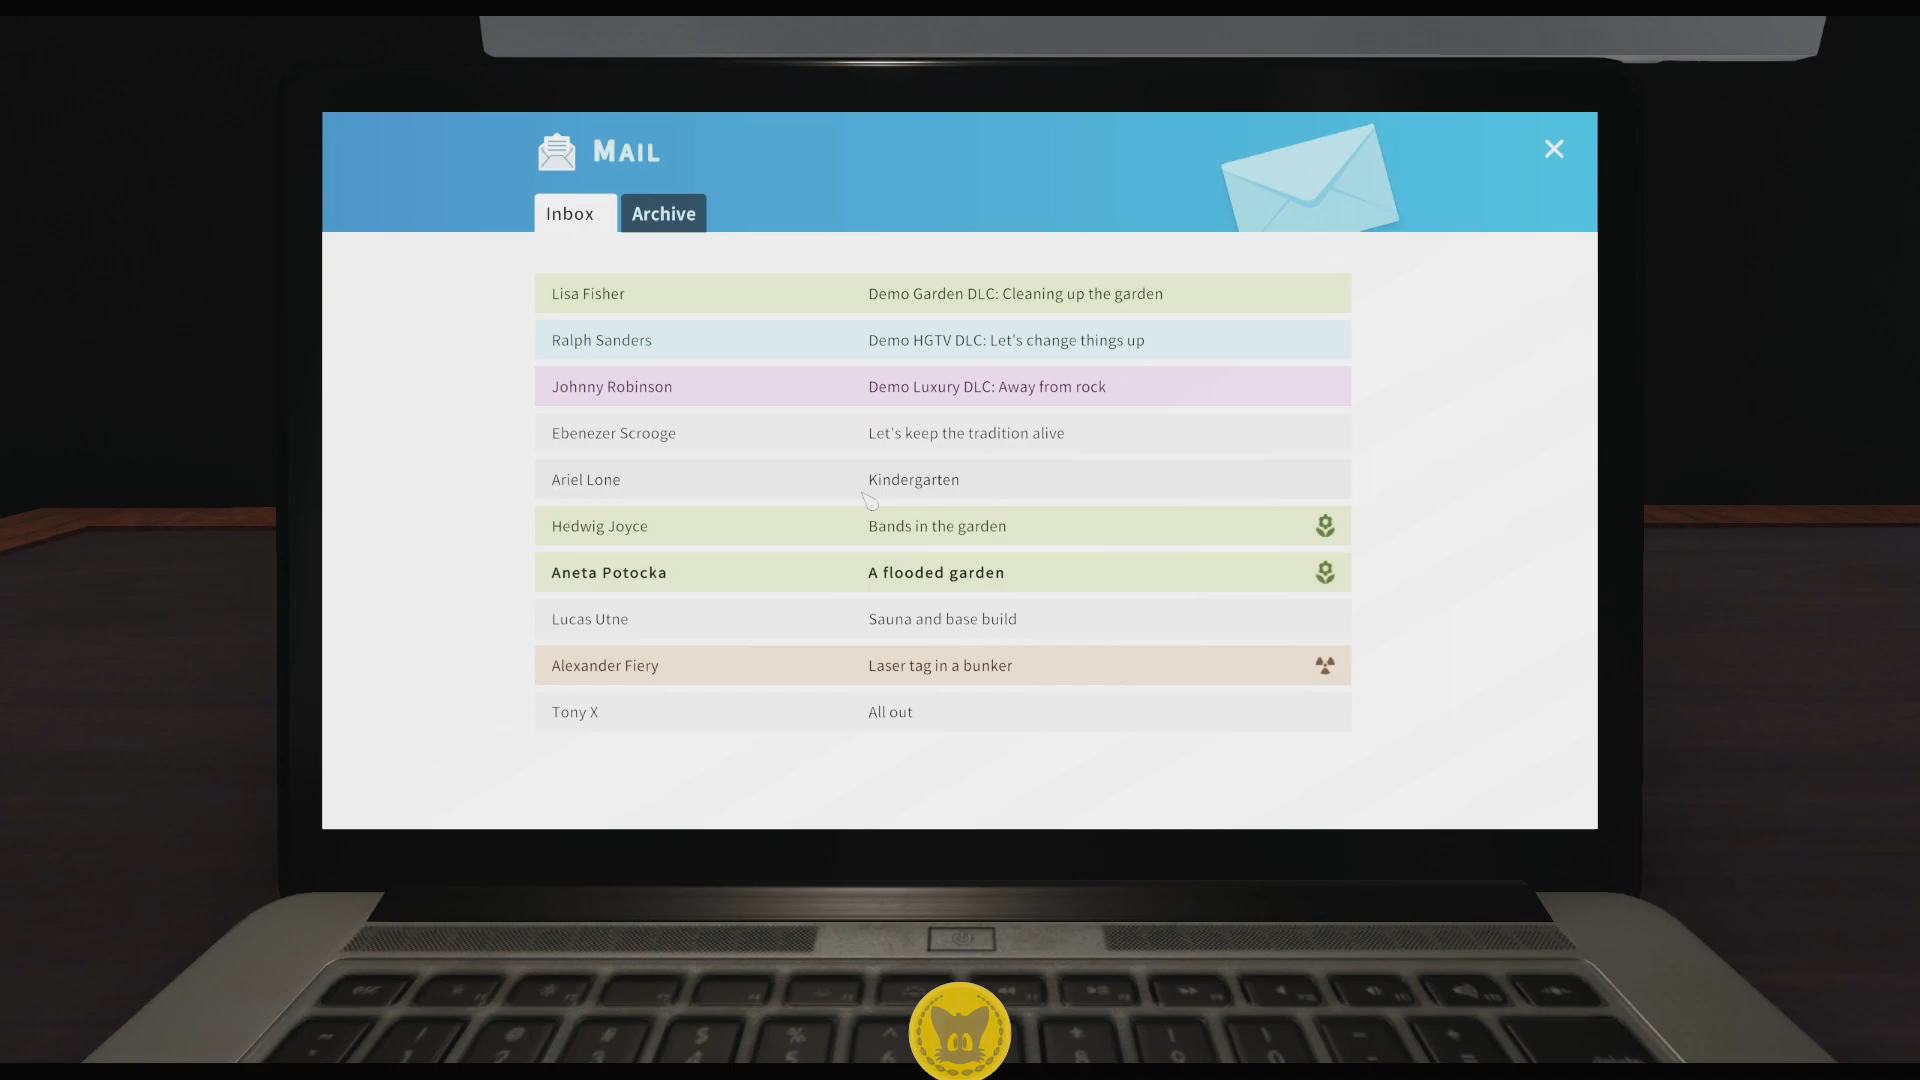 MAIL
Inbox
Archive
Lisa Fisher Demo Garden DLC: Cleaning up the garden
Ralph Sanders Demo HGTV DLC: Let's change things up
Johnny Robinson Demo Luxury DLC: Away from rock
Ebenezer Scrooge Let's keep the tradition alive
Ariel Lone Kindergarten
Hedwig Joyce Bands in the garden
Aneta Potocka A flooded garden
Lucas Utne Sauna and base build
Alexander Fiery Laser tag in a bunker
Tony X All out